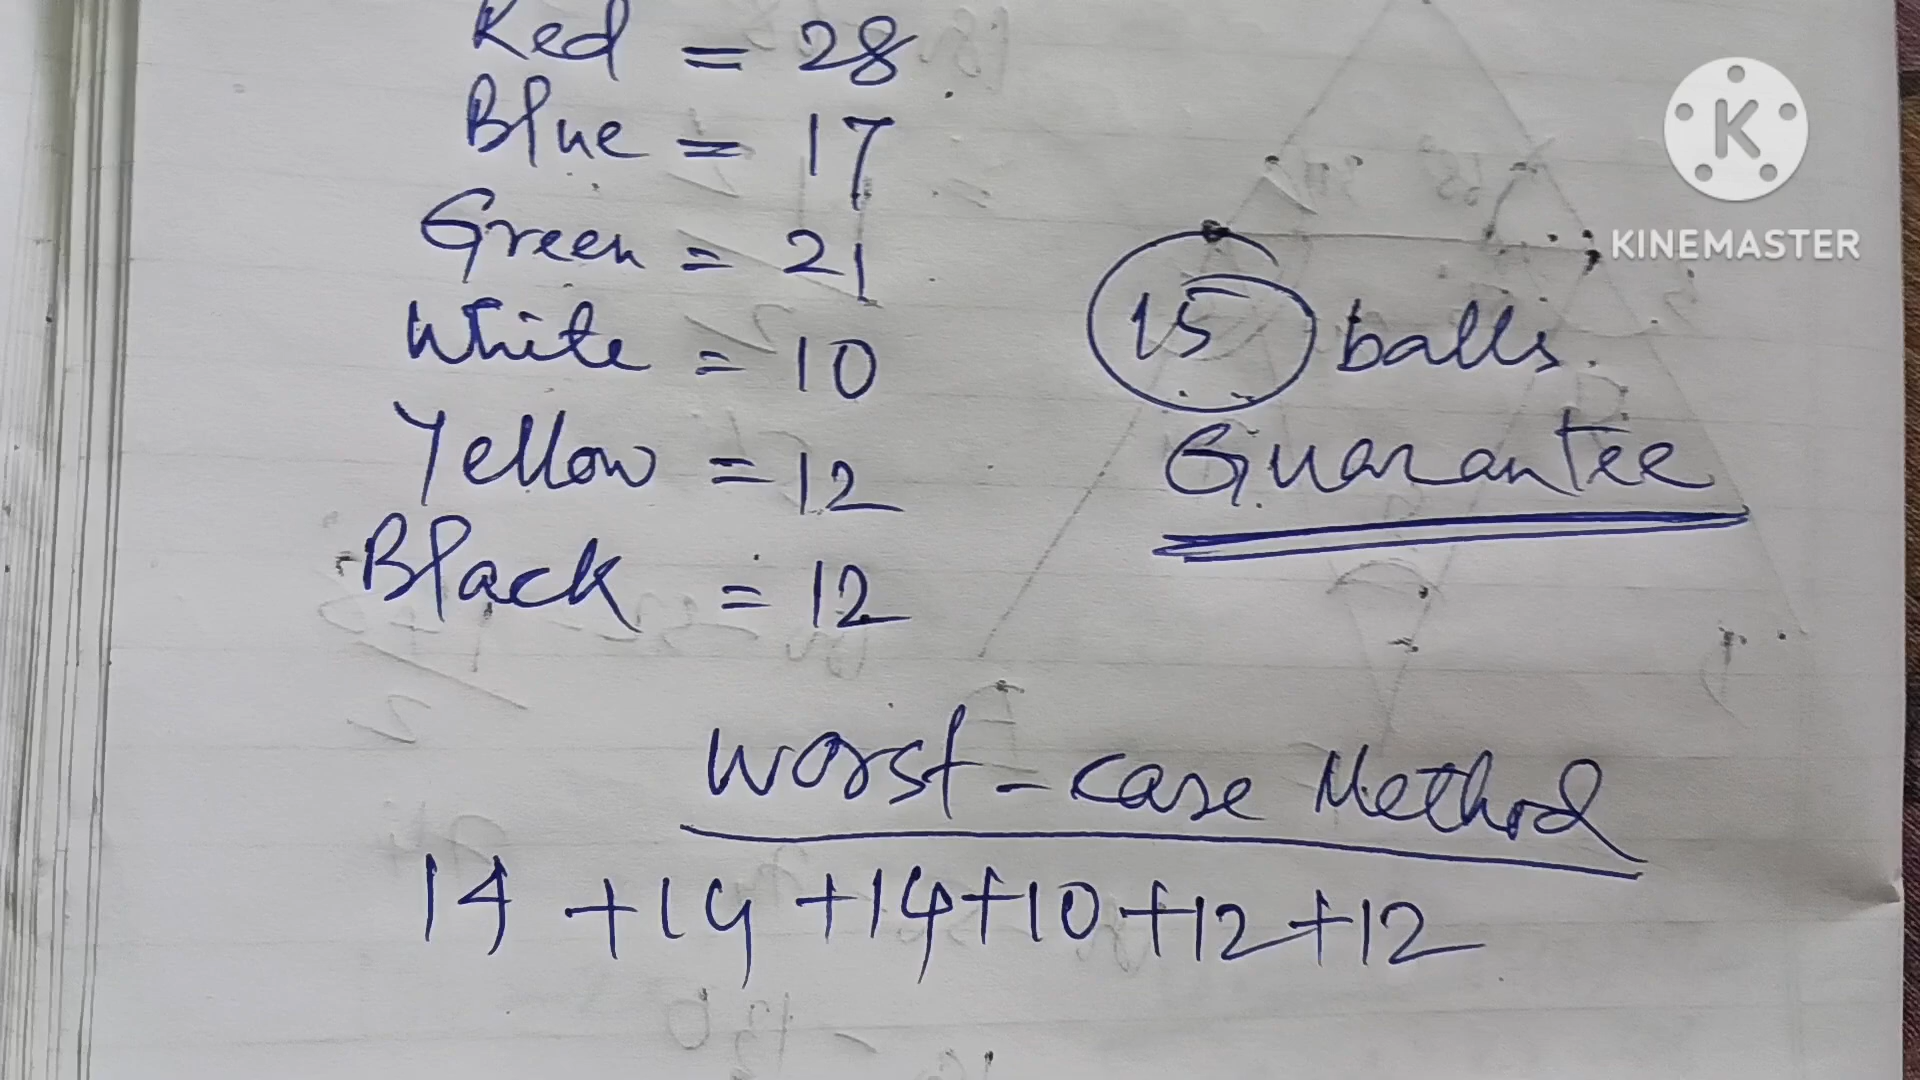 Red = 28
Blue = 17
Green = 21
White = 10
Yellow = 12
Black = 12
15 balls.
Guarantee
KINEMASTER
Worst-case Method
14 + 14 + 14 + 10 + 12 + 12